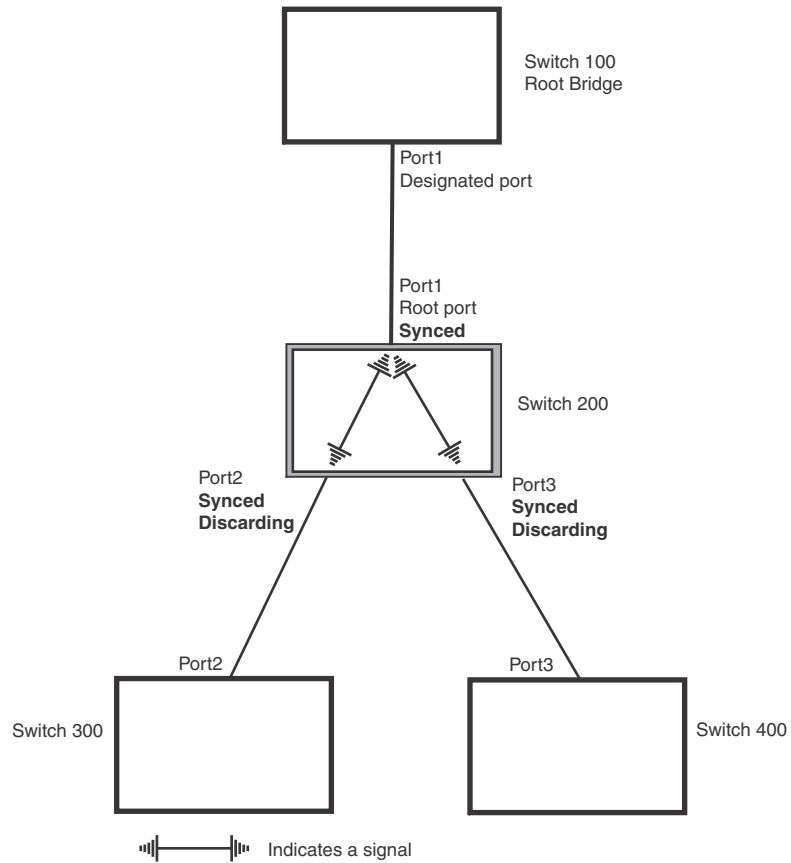 Switch 100
Root Bridge
Port1
Designated port
Port1
Root port
Synced
Switch 200
Port2
Synced
Discarding
Port3
Synced
Discarding
Port2
Port3
Switch 300
Switch 400
Indicates a signal